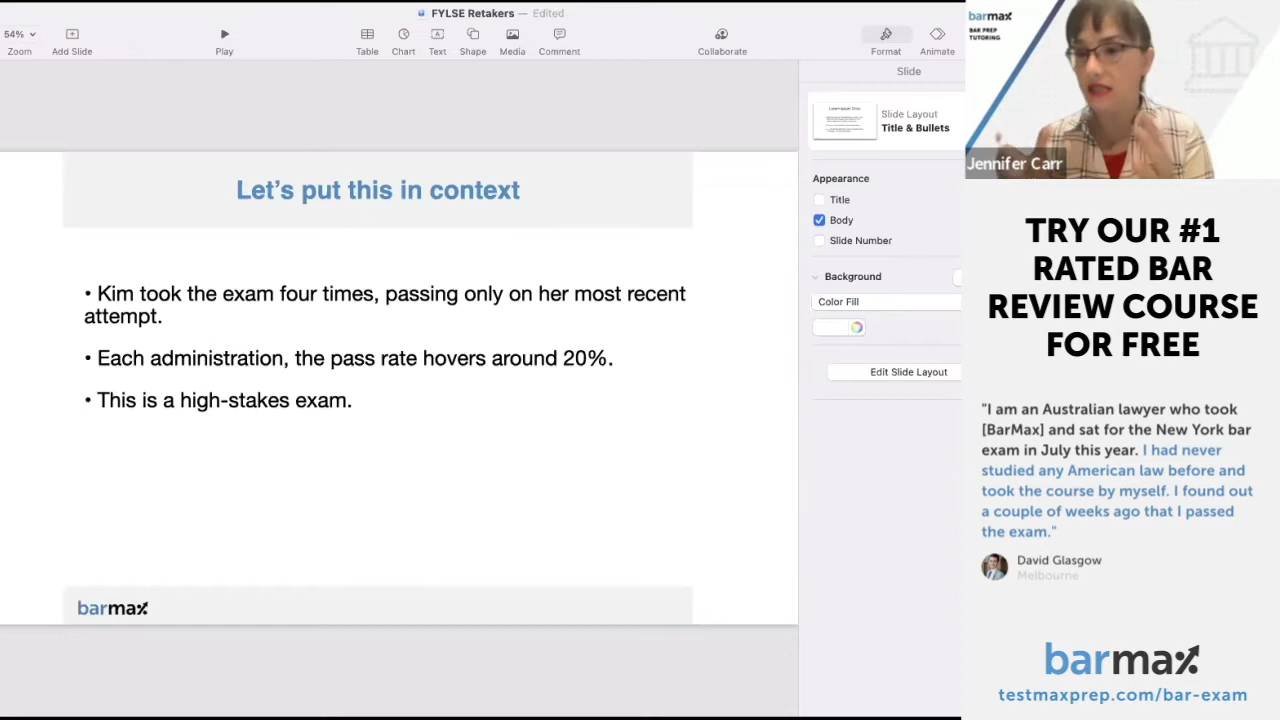 FYLSE Retakers — Edited
54%
Zoom
Add Slide
Play
Table
Chart
Text
Shape
Media
Comment
Collaborate
Format
Animate
Slide
Slide Layout
Title & Bullets
Appearance
Title
Body
Slide Number
Background
Color Fill
Edit Slide Layout
Let's put this in context
• Kim took the exam four times, passing only on her most recent
attempt.
• Each administration, the pass rate hovers around 20%.
• This is a high-stakes exam.
barmax
barmax
BAR PREP
TUTORING
Jennifer Carr
TRY OUR #1
RATED BAR
REVIEW COURSE
FOR FREE
"I am an Australian lawyer who took
[BarMax] and sat for the New York bar
exam in July this year. I had never
studied any American law before and
took the course by myself. I found out
a couple of weeks ago that I passed
the exam."
David Glasgow
Melbourne
barmax
testmaxprep.com/bar-exam